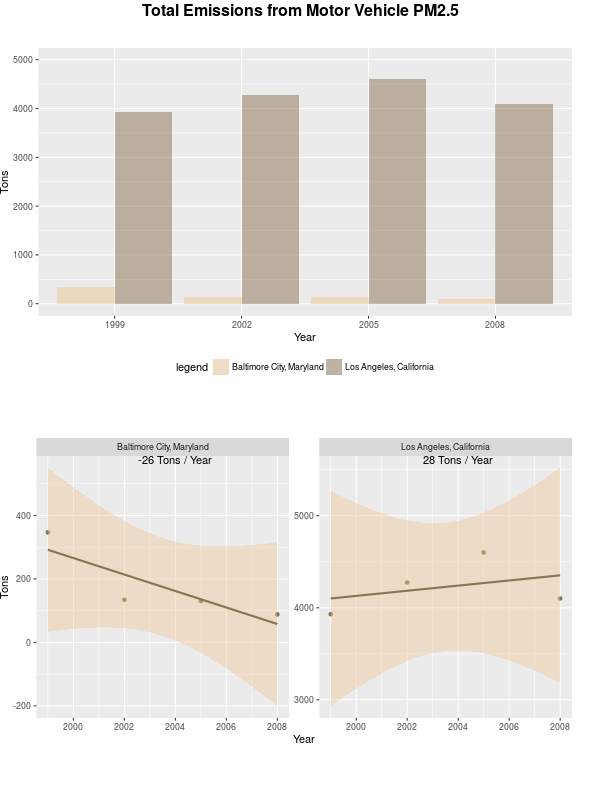 Total Emissions from Motor Vehicle PM2.5
5000
4000
3000
2000
1000
0
Tons
1999 2002 2005 2008
Year
legend Baltimore City, Maryland Los Angeles, California
Baltimore City, Maryland Los Angeles, California
-26 Tons / Year 28 Tons / Year
400
200
0
-200
Tons
5000
4000
3000
2000 2002 2004 2006 2008 2000 2002 2004 2006 2008
Year